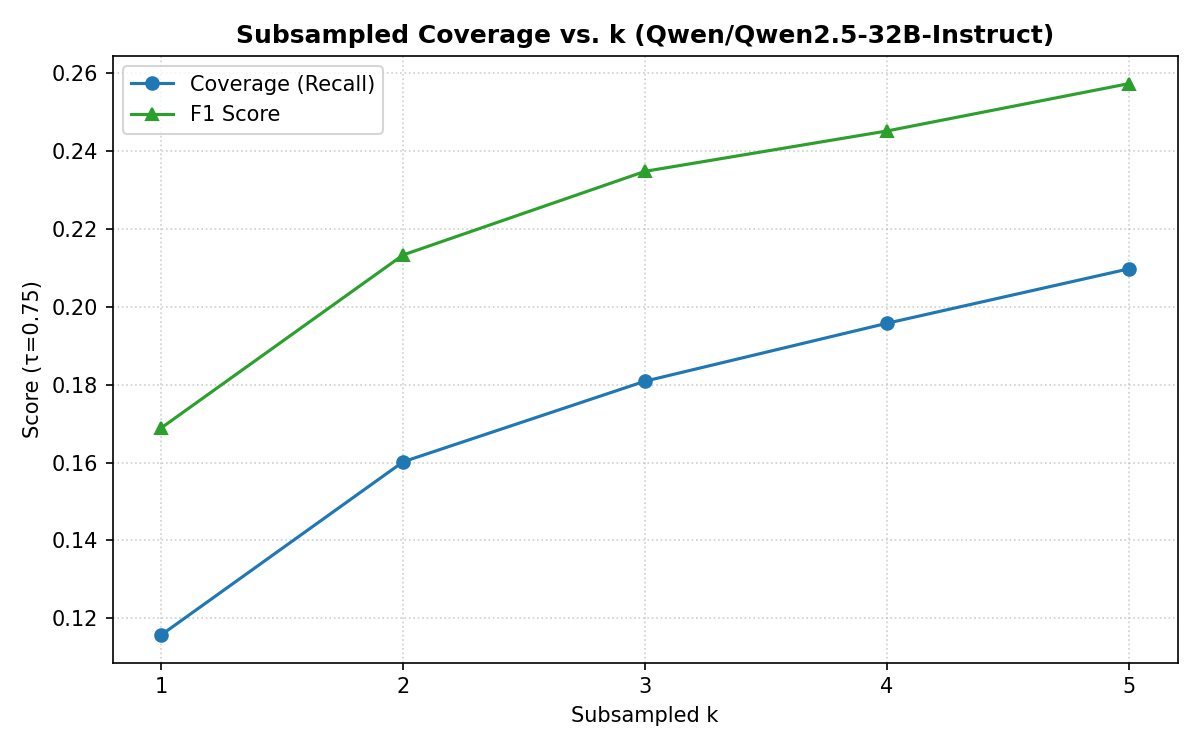 Subsampled Coverage vs. k (Qwen/Qwen2.5-32B-Instruct)
Coverage (Recall)
F1 Score
Score (τ=0.75)
0.26
0.24
0.22
0.20
0.18
0.16
0.14
0.12
1 2 3 4 5
Subsampled k